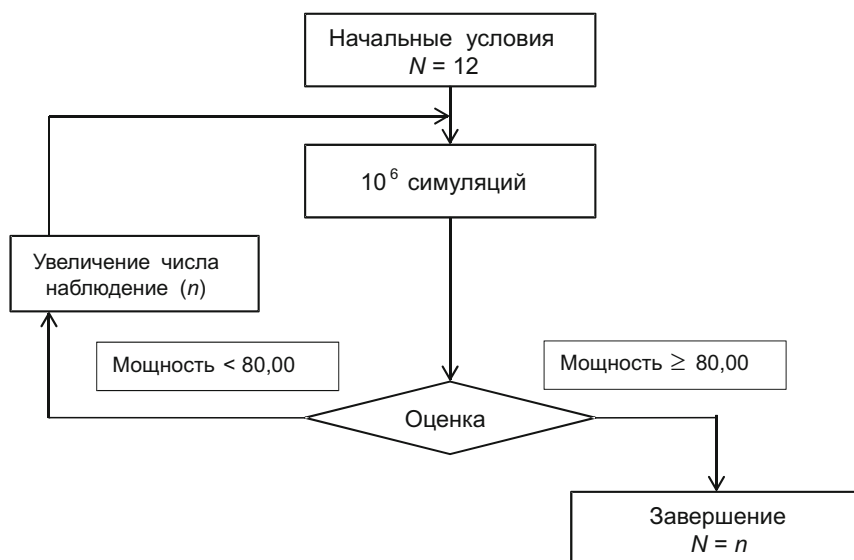 Начальные условия
N = 12
10⁶ симуляций
Увеличение числа
наблюдение (n)
Мощность < 80,00
Мощность ≥ 80,00
Оценка
Завершение
N = n